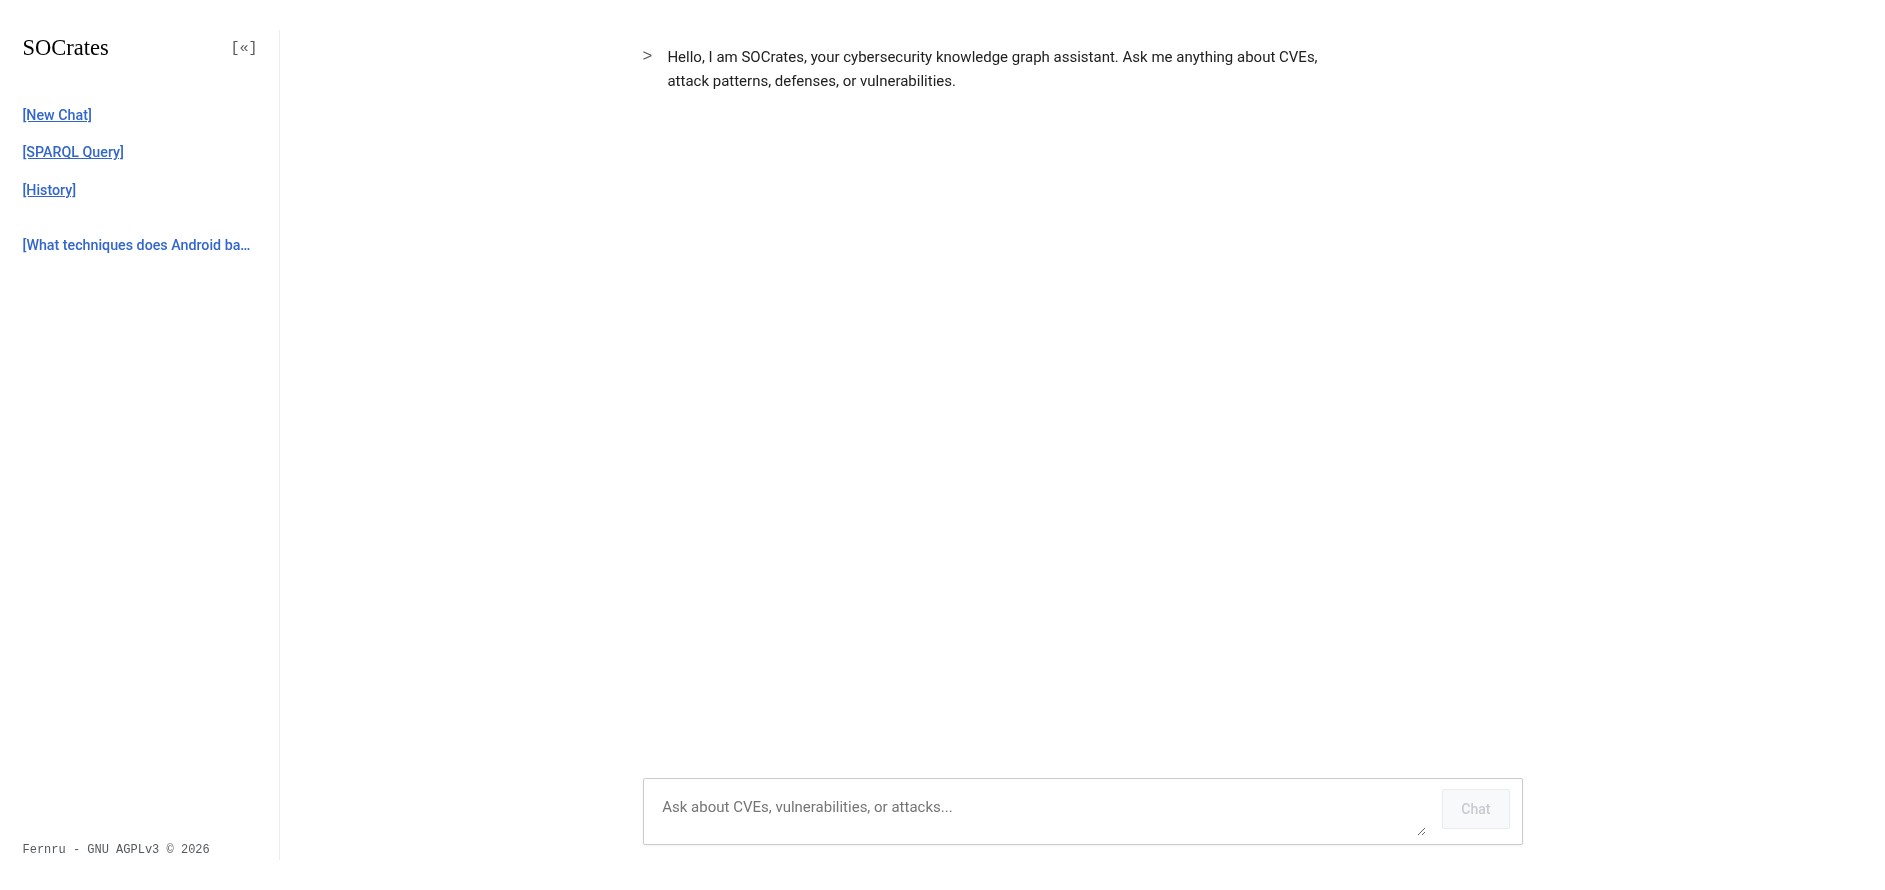 SOCrates
[«]
[New Chat]
[SPARQL Query]
[History]
[What techniques does Android ba…
Fernru - GNU AGPLv3 © 2026
> Hello, I am SOCrates, your cybersecurity knowledge graph assistant. Ask me anything about CVEs,
attack patterns, defenses, or vulnerabilities.
Ask about CVEs, vulnerabilities, or attacks...
Chat